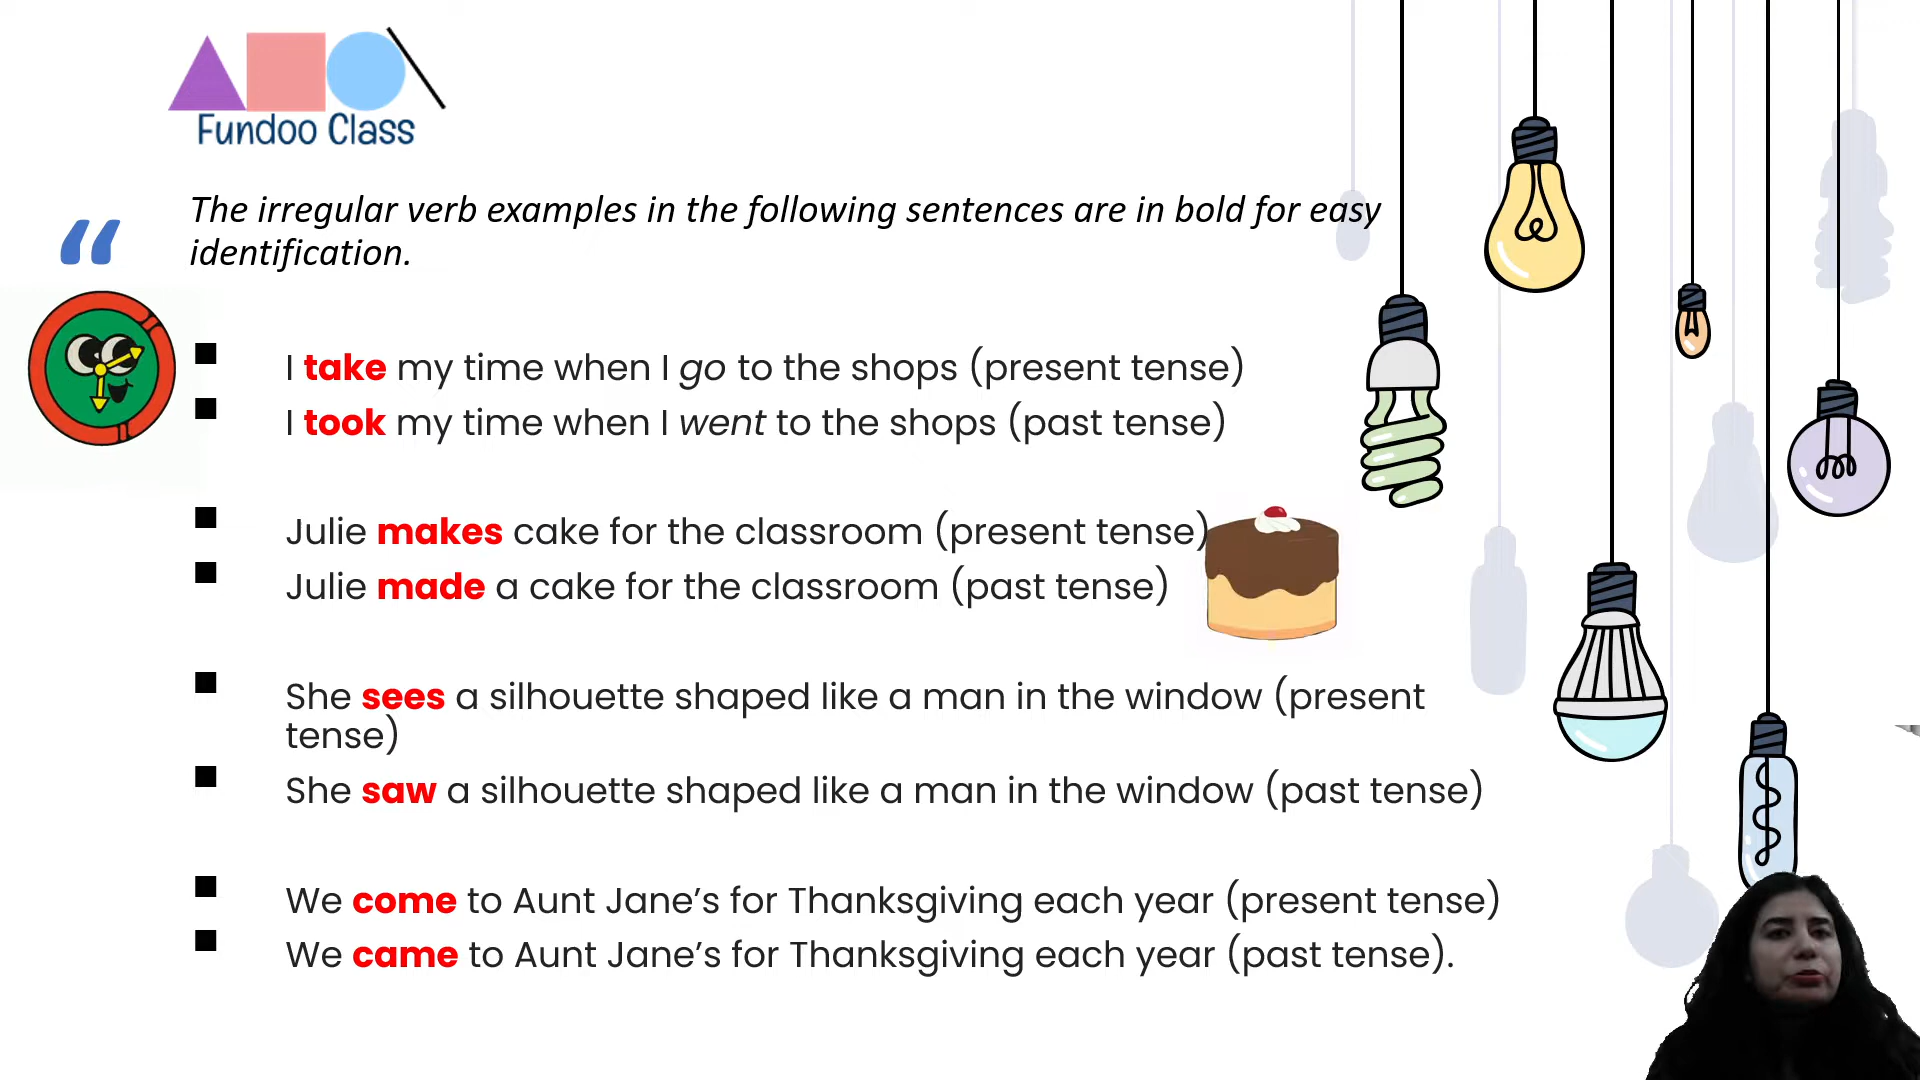 Fundoo Class
“
The irregular verb examples in the following sentences are in bold for easy
identification.
I take my time when I go to the shops (present tense)
I took my time when I went to the shops (past tense)
Julie makes cake for the classroom (present tense)
Julie made a cake for the classroom (past tense)
She sees a silhouette shaped like a man in the window (present
tense)
She saw a silhouette shaped like a man in the window (past tense)
We come to Aunt Jane’s for Thanksgiving each year (present tense)
We came to Aunt Jane’s for Thanksgiving each year (past tense).